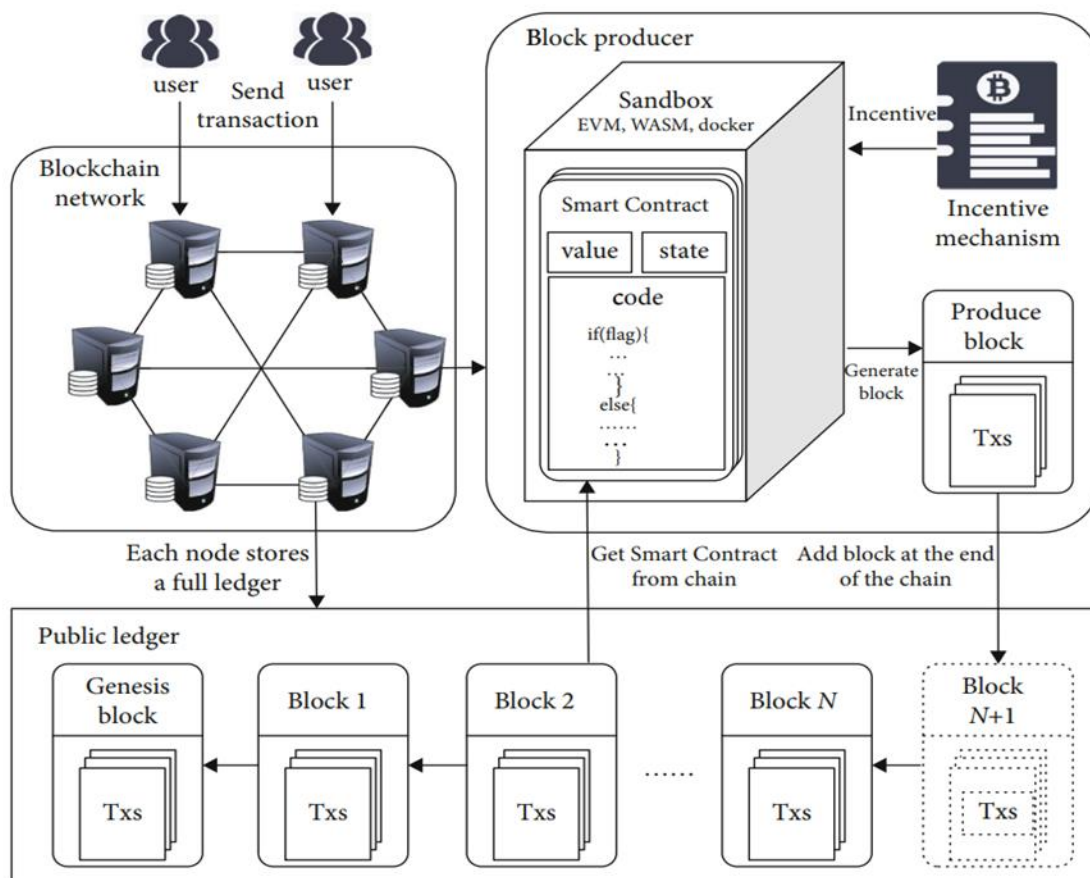 user
user
Send
transaction
Blockchain
network
Each node stores
a full ledger
Block producer
Sandbox
EVM, WASM, docker
Smart Contract
value
state
code
if(flag){
...
...
}
else{
......
...
}
Incentive
Incentive
mechanism
Generate
block
Produce
block
Txs
Get Smart Contract
from chain
Add block at the end
of the chain
Public ledger
Genesis
block
Txs
Block 1
Txs
Block 2
Txs
......
Block N
Txs
Block
N+1
Txs